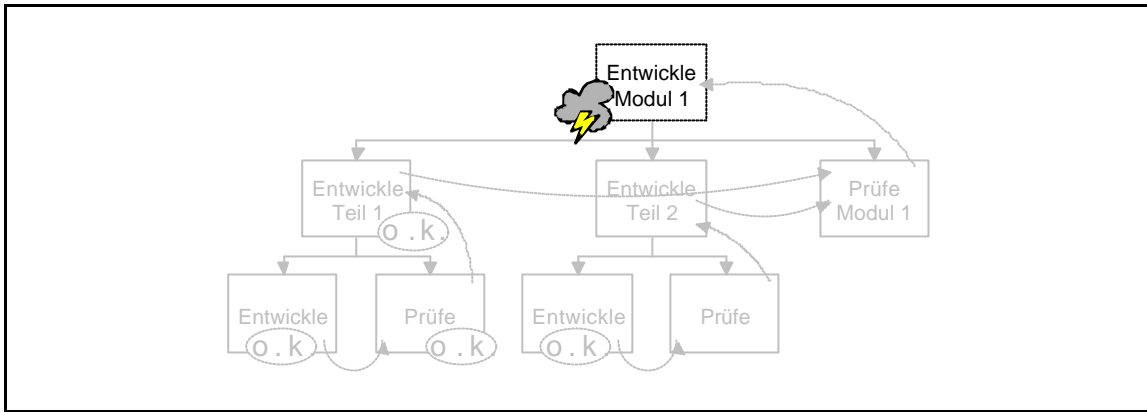 Entwickle
Modul 1
Entwickle
Teil 1
o.k.
Entwickle
Teil 2
Prüfe
Modul 1
Entwickle
o.k
Prüfe
o.k.
Entwickle
o.k
Prüfe